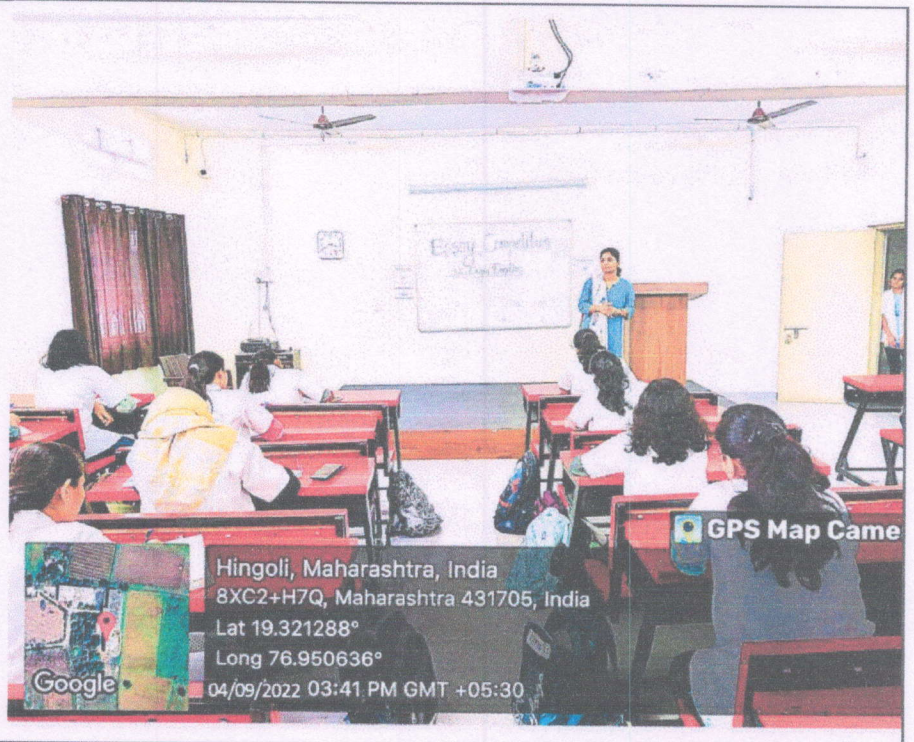 Essay Competition
GPS Map Came
Hingoli, Maharashtra, India
8XC2+H7Q, Maharashtra 431705, India
Lat 19.321288°
Long 76.950636°
04/09/2022 03:41 PM GMT +05:30
Google